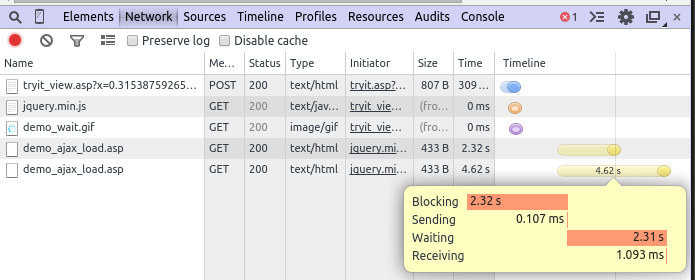 Elements Network Sources Timeline Profiles Resources Audits Console 1
Preserve log Disable cache
Name Me… Status Type Initiator Size Time Timeline
tryit_view.asp?x=0.31538759265… POST 200 text/html tryit.asp?… 807 B 309 …
jquery.min.js GET 200 text/jav… tryit_vie… (fro… 0 ms
demo_wait.gif GET 200 image/gif tryit_vie… (fro… 0 ms
demo_ajax_load.asp GET 200 text/html jquery.mi… 433 B 2.32 s
demo_ajax_load.asp GET 200 text/html jquery.mi… 433 B 4.62 s 4.62 s
Blocking 2.32 s
Sending 0.107 ms
Waiting 2.31 s
Receiving 1.093 ms